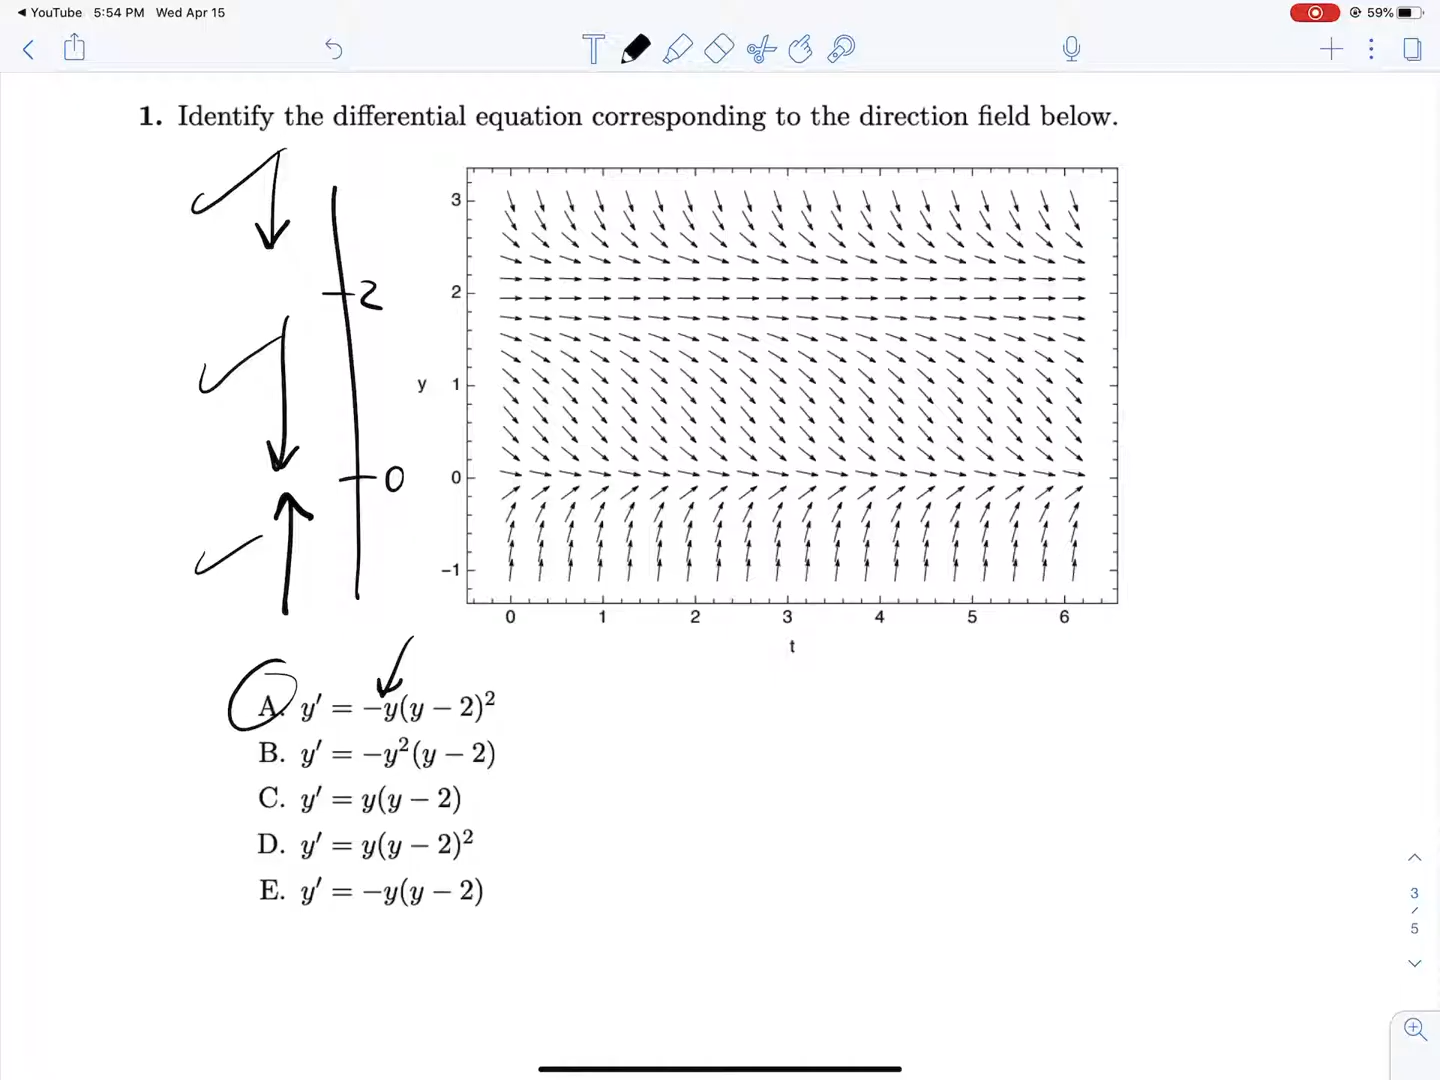 YouTube 5:54 PM Wed Apr 15 59%
T
1. Identify the differential equation corresponding to the direction field below.
3
2
y 1
0
−1
0 1 2 3 4 5 6
t
2
0
A. y′ = −y(y − 2)²
B. y′ = −y²(y − 2)
C. y′ = y(y − 2)
D. y′ = y(y − 2)²
E. y′ = −y(y − 2)
3
/
5